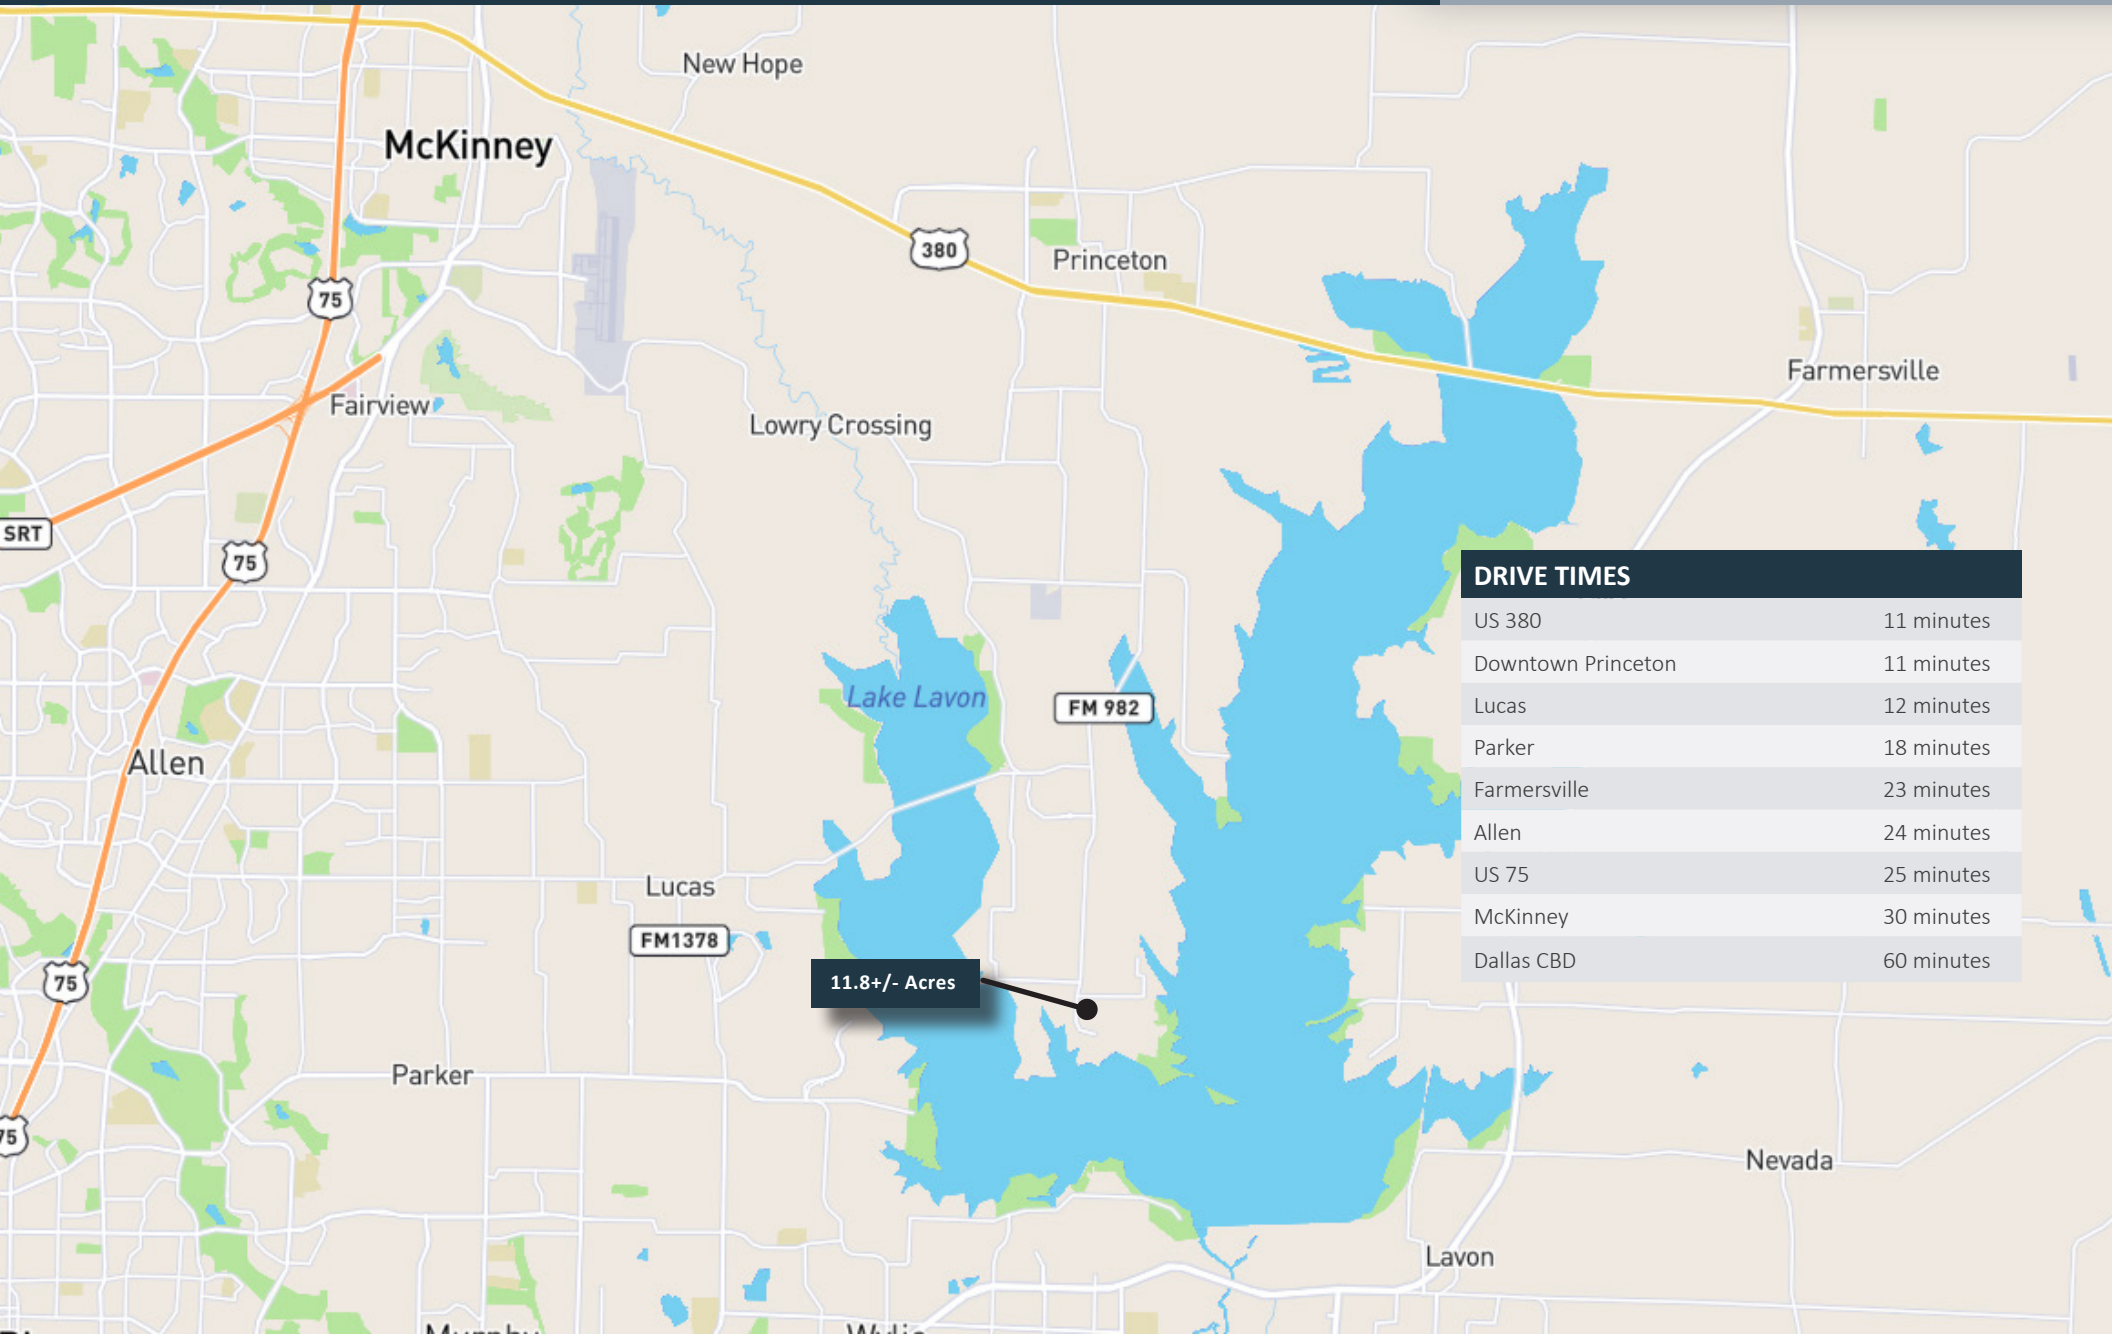 New Hope
McKinney
380
Princeton
75
Farmersville
Fairview
Lowry Crossing
SRT
75
DRIVE TIMES
US 380 11 minutes
Downtown Princeton 11 minutes
Lucas 12 minutes
Parker 18 minutes
Farmersville 23 minutes
Allen 24 minutes
US 75 25 minutes
McKinney 30 minutes
Dallas CBD 60 minutes
Lake Lavon
FM 982
Allen
Lucas
FM1378
75
11.8+/- Acres
Parker
75
Nevada
Lavon